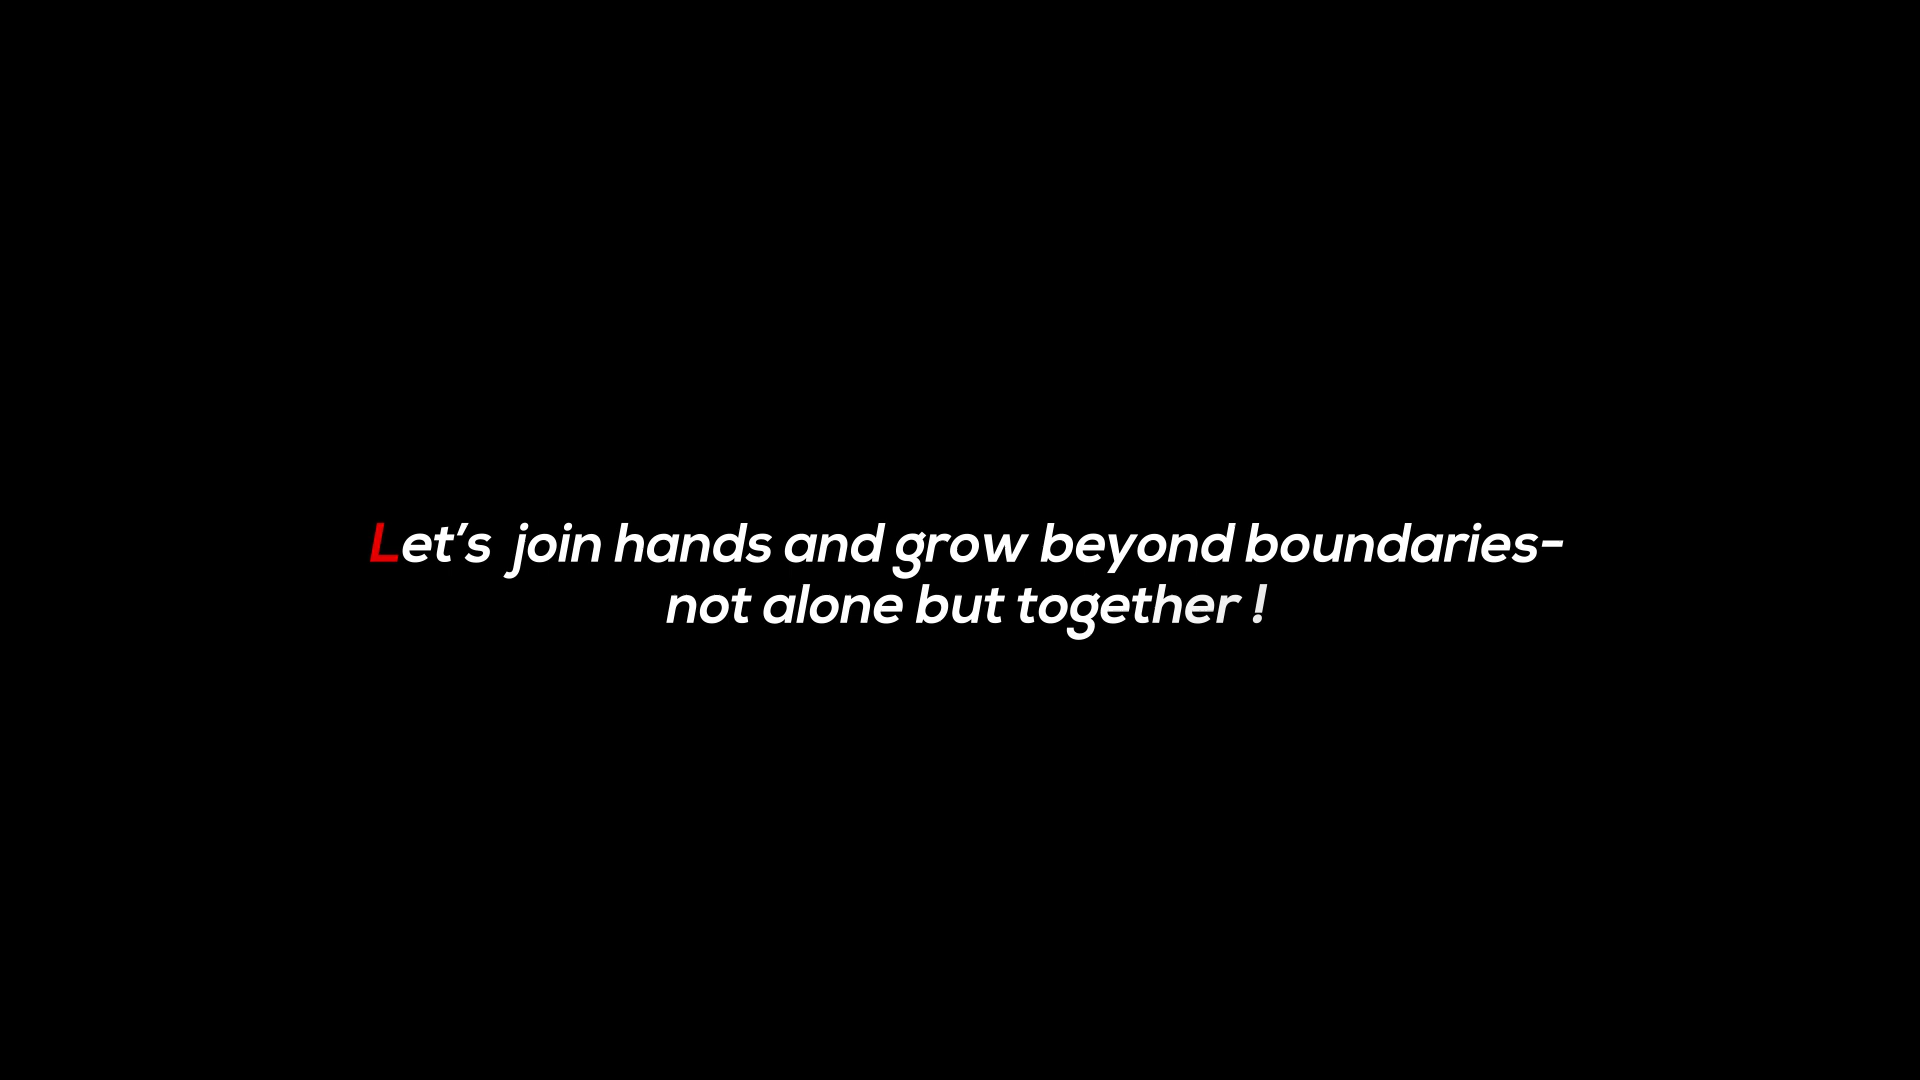 Let’s  join hands and grow beyond boundaries-
not alone but together !